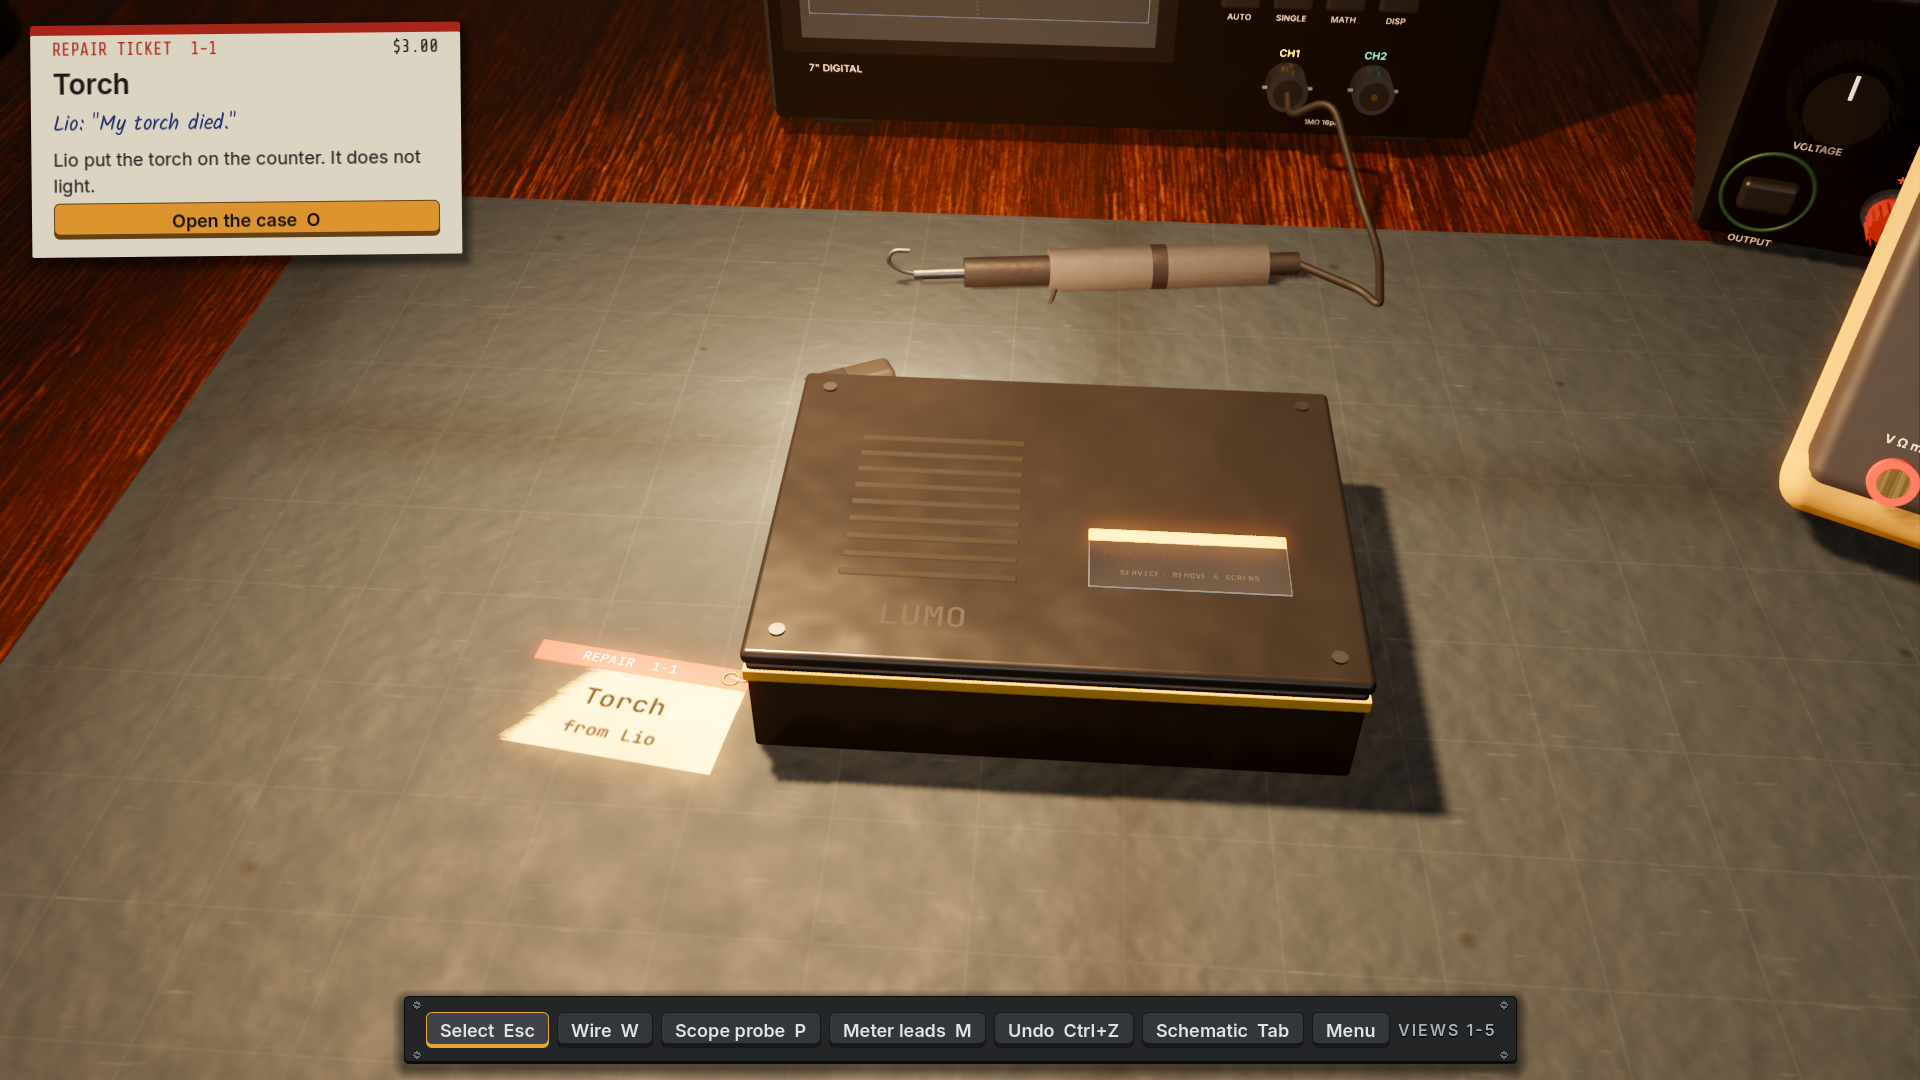 REPAIR TICKET 1-1
$3.00
Torch
Lio: "My torch died."
Lio put the torch on the counter. It does not
light.
Open the case O
AUTO SINGLE MATH DISP
CH1 CH2
7" DIGITAL
VOLTAGE
OUTPUT
V Ω
SERVICE: REMOVE 4 SCREWS
LUMO
REPAIR 1-1
Torch
from Lio
Select Esc
Wire W
Scope probe P
Meter leads M
Undo Ctrl+Z
Schematic Tab
Menu
VIEWS 1-5